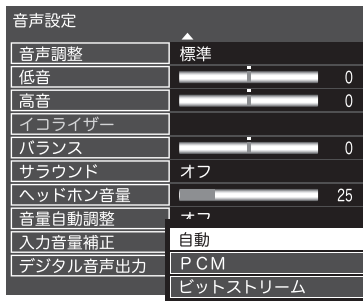 音声設定
音声調整 標準
低音 0
高音 0
イコライザー
バランス 0
サラウンド オフ
ヘッドホン音量 25
音量自動調整 オフ
入力音量補正 自動
デジタル音声出力 PCM
ビットストリーム